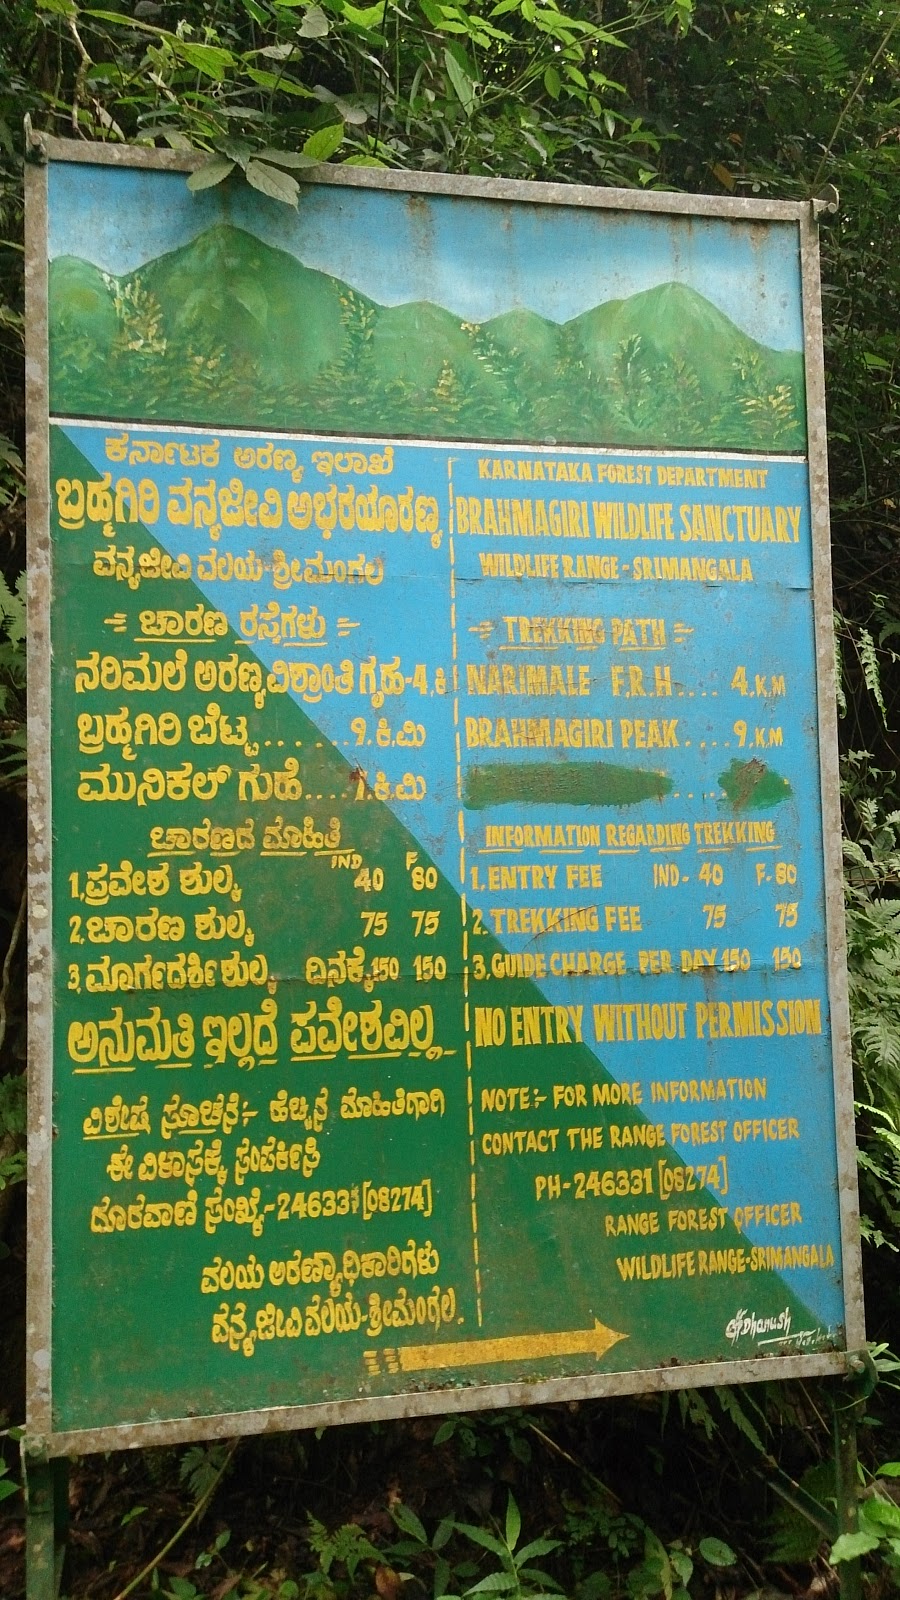 ಕರ್ನಾಟಕ ಅರಣ್ಯ ಇಲಾಖೆ
ಬ್ರಹ್ಮಗಿರಿ ವನ್ಯಜೀವಿ ಅಭಯಾರಣ್ಯ
ವನ್ಯಜೀವಿ ವಲಯ-ಶ್ರೀಮಂಗಲ
ಚಾರಣ ರಸ್ತೆಗಳು
ನರಿಮಲೆ ಅರಣ್ಯ ವಿಶ್ರಾಂತಿ ಗೃಹ-4.ಕಿ
ಬ್ರಹ್ಮಗಿರಿ ಬೆಟ್ಟ......9.ಕಿ.ಮಿ
ಮುನಿಕಲ್ ಗುಹೆ....ಕಿ.ಮಿ
ಚಾರಣದ ಮಾಹಿತಿ
IND F
1,ಪ್ರವೇಶ ಶುಲ್ಕ 40 80
2,ಚಾರಣ ಶುಲ್ಕ 75 75
3,ಮಾರ್ಗದರ್ಶಿ ಶುಲ್ಕ ದಿನಕ್ಕೆ 150 150
ಅನುಮತಿ ಇಲ್ಲದೆ ಪ್ರವೇಶವಿಲ್ಲ
ವಿಶೇಷ ಸೂಚನೆ:- ಹೆಚ್ಚಿನ ಮಾಹಿತಿಗಾಗಿ
ಈ ವಿಳಾಸಕ್ಕೆ ಸಂಪರ್ಕಿಸಿ
ದೂರವಾಣಿ ಸಂಖ್ಯೆ-246331 [08274]
ವಲಯ ಅರಣ್ಯಾಧಿಕಾರಿಗಳು
ವನ್ಯಜೀವಿ ವಲಯ-ಶ್ರೀಮಂಗಲ.
KARNATAKA FOREST DEPARTMENT
BRAHMAGIRI WILDLIFE SANCTUARY
WILDLIFE RANGE-SRIMANGALA
TREKKING PATH
NARIMALE F.R.H.... 4.K.M
BRAHMAGIRI PEAK....9.K.M
INFORMATION REGARDING TREKKING
1.ENTRY FEE IND-40 F-80
2.TREKKING FEE 75 75
3.GUIDE CHARGE PER DAY 150 150
NO ENTRY WITHOUT PERMISSION
NOTE:- FOR MORE INFORMATION
CONTACT THE RANGE FOREST OFFICER
PH-246331 [08274]
RANGE FOREST OFFICER
WILDLIFE RANGE-SRIMANGALA
Dhanush